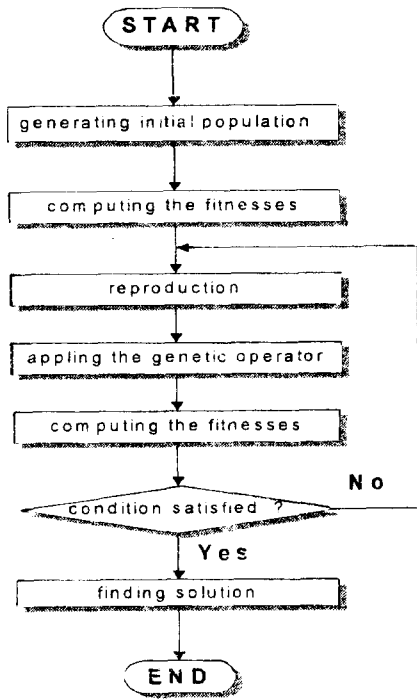 START
generating initial population
computing the fitnesses
reproduction
appling the genetic operator
computing the fitnesses
condition satisfied ?
No
Yes
finding solution
END